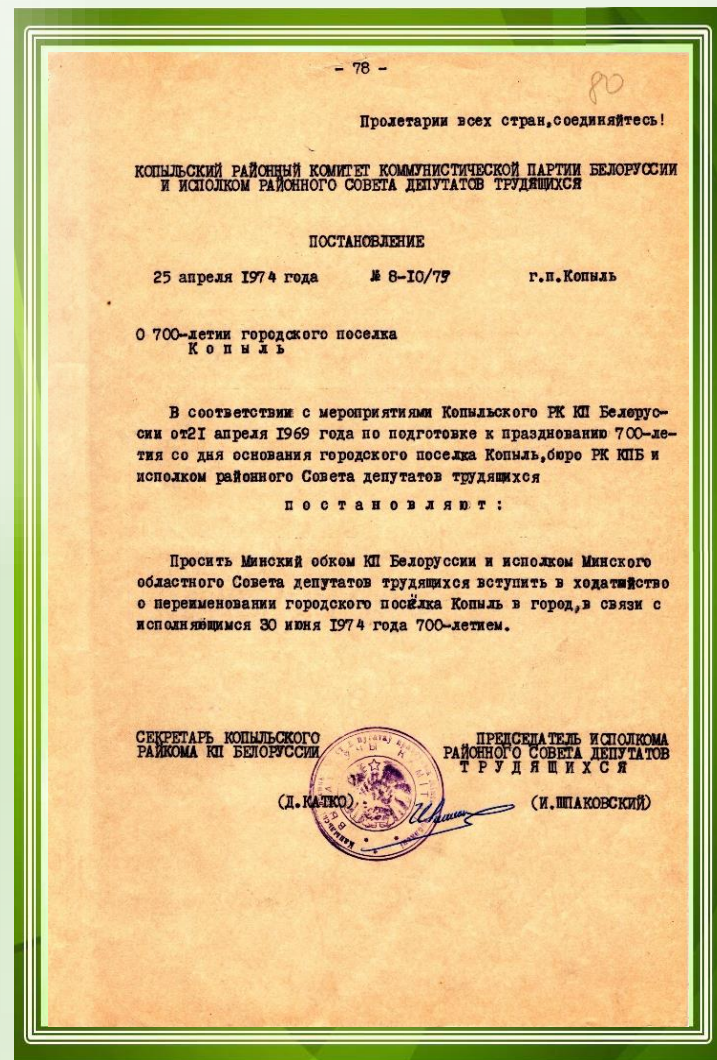 - 78 -
80
Пролетарии всех стран,соединяйтесь!
КОПЫЛЬСКИЙ РАЙОННЫЙ КОМИТЕТ КОММУНИСТИЧЕСКОЙ ПАРТИИ БЕЛОРУССИИ
И ИСПОЛКОМ РАЙОННОГО СОВЕТА ДЕПУТАТОВ ТРУДЯЩИХСЯ
ПОСТАНОВЛЕНИЕ
25 апреля 1974 года № 8-10/75 г.п.Копыль
О 700-летии городского поселка
К о п ы л ь
В соответствии с мероприятиями Копыльского РК КП Белорус-
сии от21 апреля 1969 года по подготовке к празднованию 700-ле-
тия со дня основания городского поселка Копыль,бюро РК КПБ и
исполком районного Совета депутатов трудящихся
п о с т а н о в л я ю т :
Просить Минский обком КП Белоруссии и исполком Минского
областного Совета депутатов трудящихся вступить в ходатайство
о переименовании городского посёлка Копыль в город,в связи с
исполняющимся 30 июня 1974 года 700-летием.
СЕКРЕТАРЬ КОПЫЛЬСКОГО ПРЕДСЕДАТЕЛЬ ИСПОЛКОМА
РАЙКОМА КП БЕЛОРУССИИ РАЙОННОГО СОВЕТА ДЕПУТАТОВ
Т Р У Д Я Щ И Х С Я
(Д.КАТКО) (И.ШПАКОВСКИЙ)